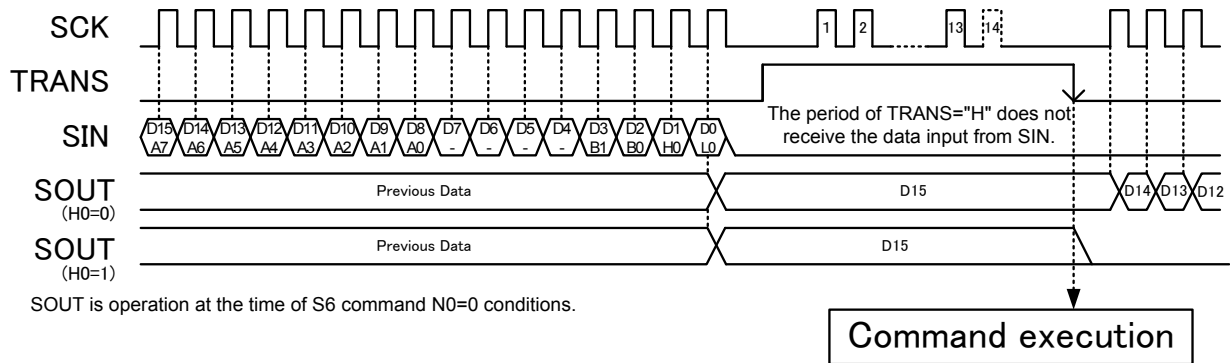 SCK
1 2 13 14
TRANS
The period of TRANS="H" does not
receive the data input from SIN.
SIN
D15 D14 D13 D12 D11 D10 D9 D8 D7 D6 D5 D4 D3 D2 D1 D0
A7 A6 A5 A4 A3 A2 A1 A0 - - - - B1 B0 H0 L0
SOUT
(H0=0)
Previous Data D15 D14 D13 D12
SOUT
(H0=1)
Previous Data D15
SOUT is operation at the time of S6 command N0=0 conditions.
Command execution